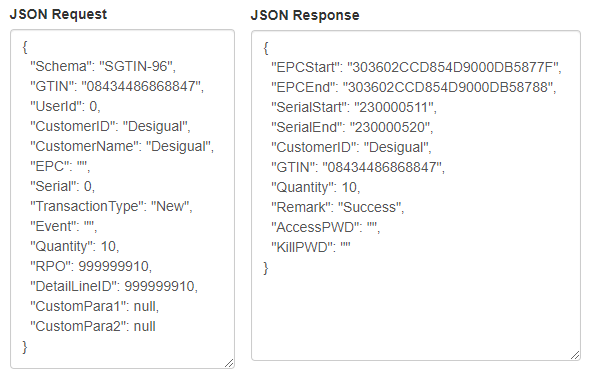 JSON Request
{
"Schema": "SGTIN-96",
"GTIN": "08434486868847",
"UserId": 0,
"CustomerID": "Desigual",
"CustomerName": "Desigual",
"EPC": "",
"Serial": 0,
"TransactionType": "New",
"Event": "",
"Quantity": 10,
"RPO": 999999910,
"DetailLineID": 999999910,
"CustomPara1": null,
"CustomPara2": null
}
JSON Response
{
"EPCStart": "303602CCD854D9000DB5877F",
"EPCEnd": "303602CCD854D9000DB58788",
"SerialStart": "230000511",
"SerialEnd": "230000520",
"CustomerID": "Desigual",
"GTIN": "08434486868847",
"Quantity": 10,
"Remark": "Success",
"AccessPWD": "",
"KillPWD": ""
}